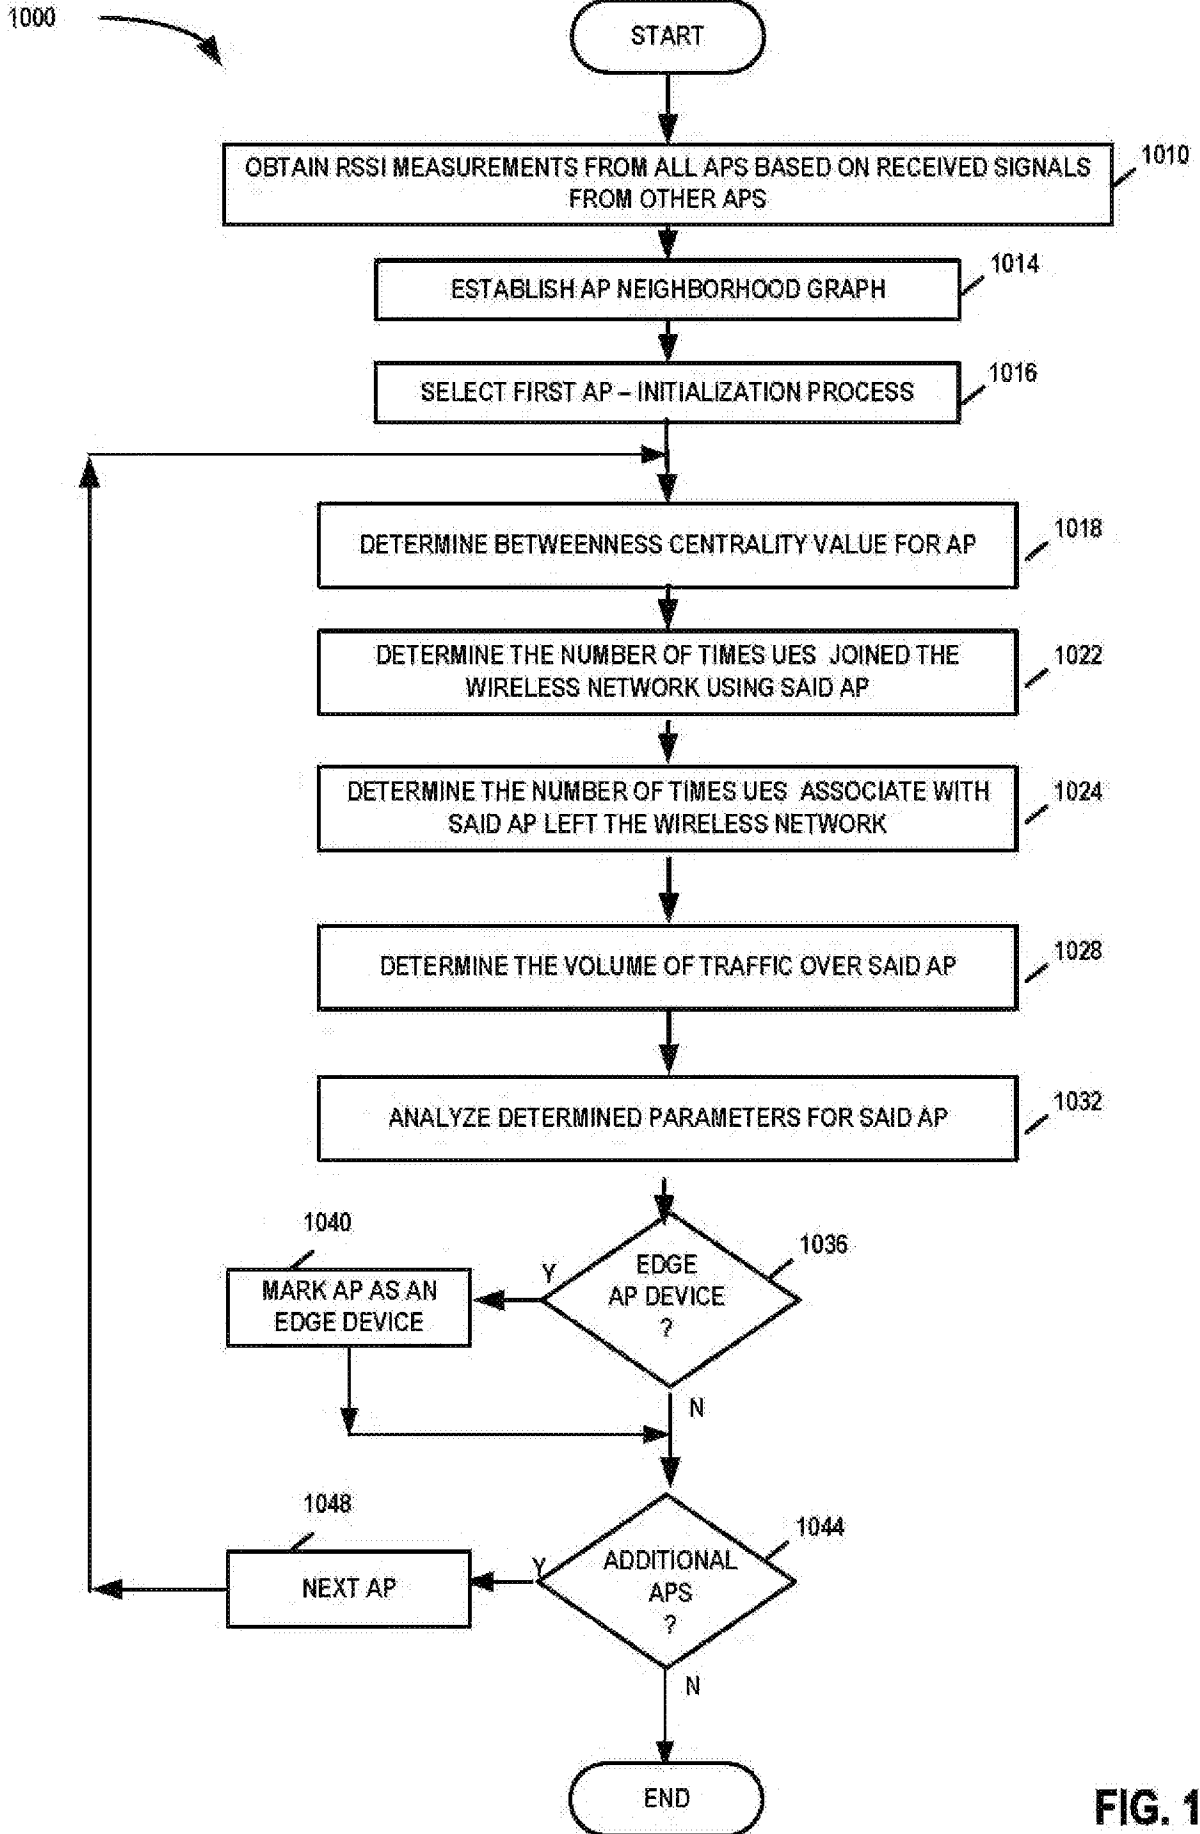 1000
START
OBTAIN RSSI MEASUREMENTS FROM ALL APS BASED ON RECEIVED SIGNALS
FROM OTHER APS
1010
ESTABLISH AP NEIGHBORHOOD GRAPH
1014
SELECT FIRST AP – INITIALIZATION PROCESS
1016
DETERMINE BETWEENNESS CENTRALITY VALUE FOR AP
1018
DETERMINE THE NUMBER OF TIMES UES JOINED THE
WIRELESS NETWORK USING SAID AP
1022
DETERMINE THE NUMBER OF TIMES UES ASSOCIATE WITH
SAID AP LEFT THE WIRELESS NETWORK
1024
DETERMINE THE VOLUME OF TRAFFIC OVER SAID AP
1028
ANALYZE DETERMINED PARAMETERS FOR SAID AP
1032
1040
MARK AP AS AN
EDGE DEVICE
Y
EDGE
AP DEVICE
?
1036
N
1048
NEXT AP
Y
ADDITIONAL
APS
?
1044
N
END
FIG. 1